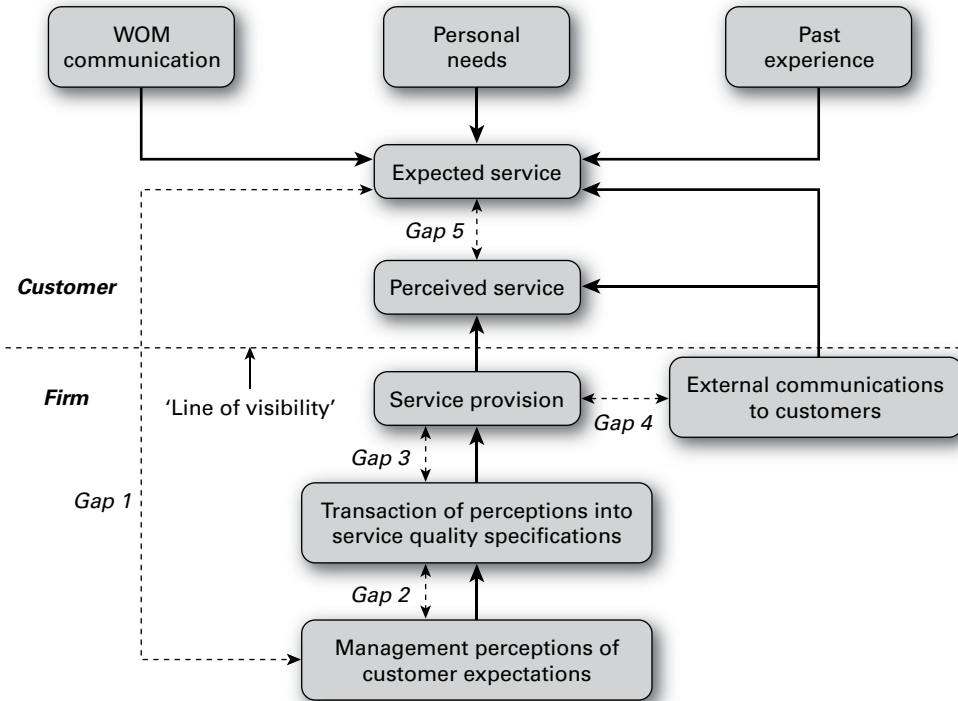 WOM
communication
Personal
needs
Past
experience
Expected service
Gap 5
Customer
Perceived service
Firm
'Line of visibility'
Service provision
Gap 4
External communications
to customers
Gap 3
Gap 1
Transaction of perceptions into
service quality specifications
Gap 2
Management perceptions of
customer expectations